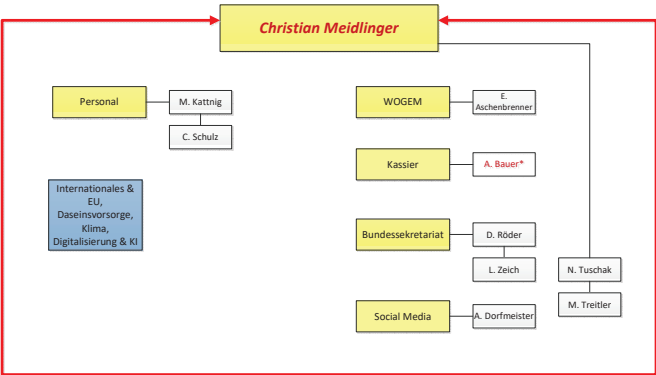 Christian Meidlinger
Personal
M. Kattnig
C. Schulz
Internationales &
EU,
Daseinsvorsorge,
Klima,
Digitalisierung & KI
WOGEM
E.
Aschenbrenner
Kassier
A. Bauer*
Bundessekretariat
D. Röder
L. Zeich
N. Tuschak
M. Treitler
Social Media
A. Dorfmeister